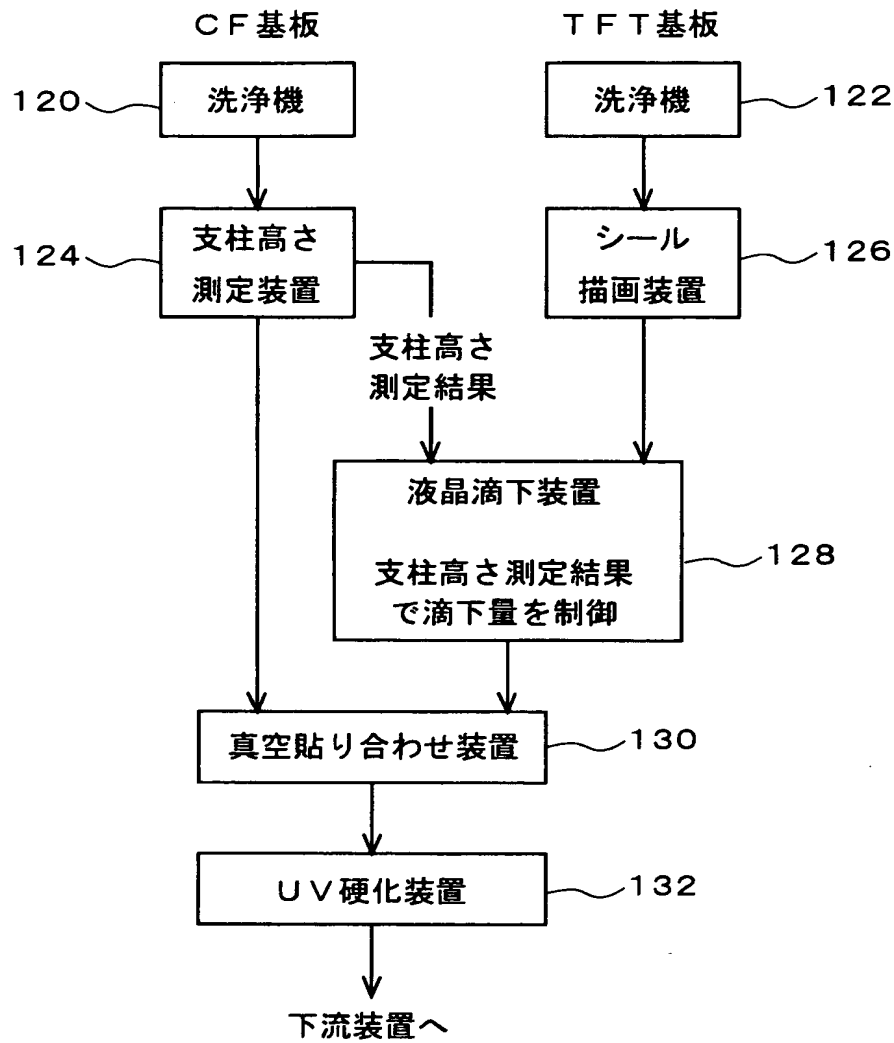 ＣＦ基板
ＴＦＴ基板
120
洗浄機
洗浄機
122
124
支柱高さ
測定装置
シール
描画装置
126
支柱高さ
測定結果
液晶滴下装置
支柱高さ測定結果
で滴下量を制御
128
真空貼り合わせ装置
130
ＵＶ硬化装置
132
下流装置へ